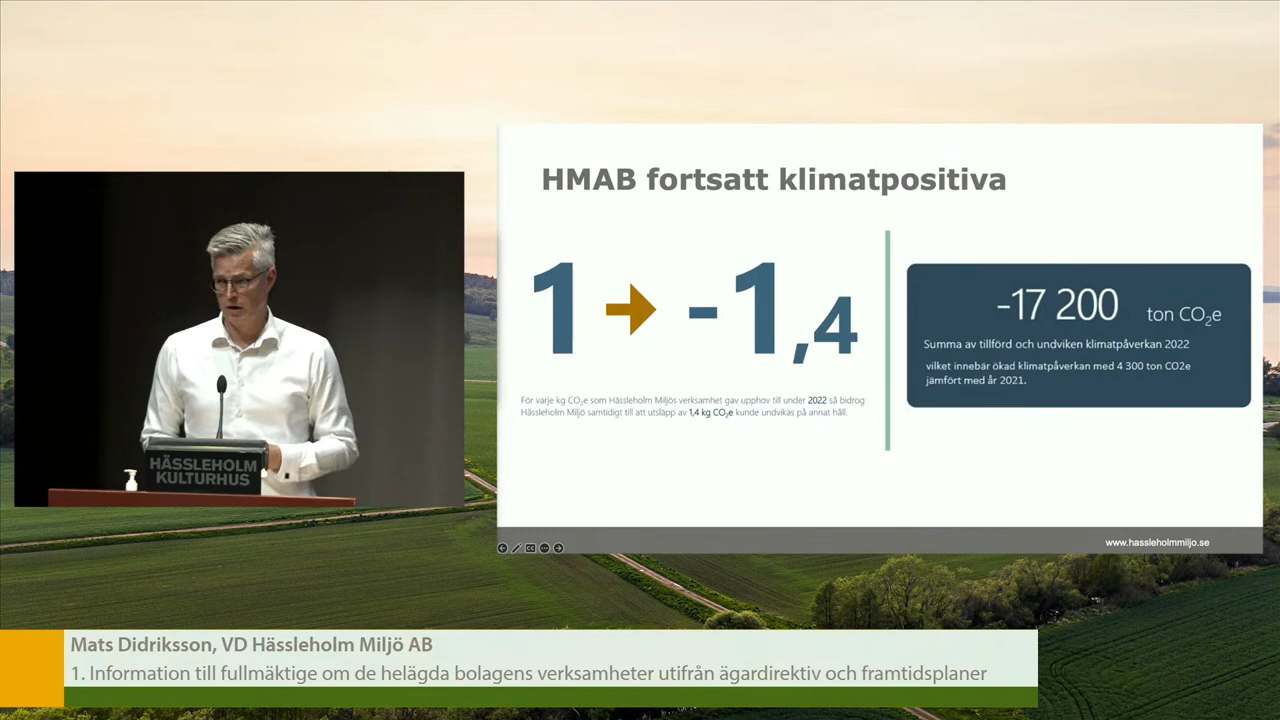 HMAB fortsatt klimatpositiva
1 → -1,4
För varje kg CO₂e som Hässleholm Miljös verksamhet gav upphov till under 2022 så bidrog
Hässleholm Miljö samtidigt till att utsläpp av 1,4 kg CO₂e kunde undvikas på annat håll.
-17 200 ton CO₂e
Summa av tillförd och undviken klimatpåverkan 2022
vilket innebär ökad klimatpåverkan med 4 300 ton CO2e
jämfört med år 2021.
www.hassleholmmiljo.se
HÄSSLEHOLM
KULTURHUS
Mats Didriksson, VD Hässleholm Miljö AB
1. Information till fullmäktige om de helägda bolagens verksamheter utifrån ägardirektiv och framtidsplaner